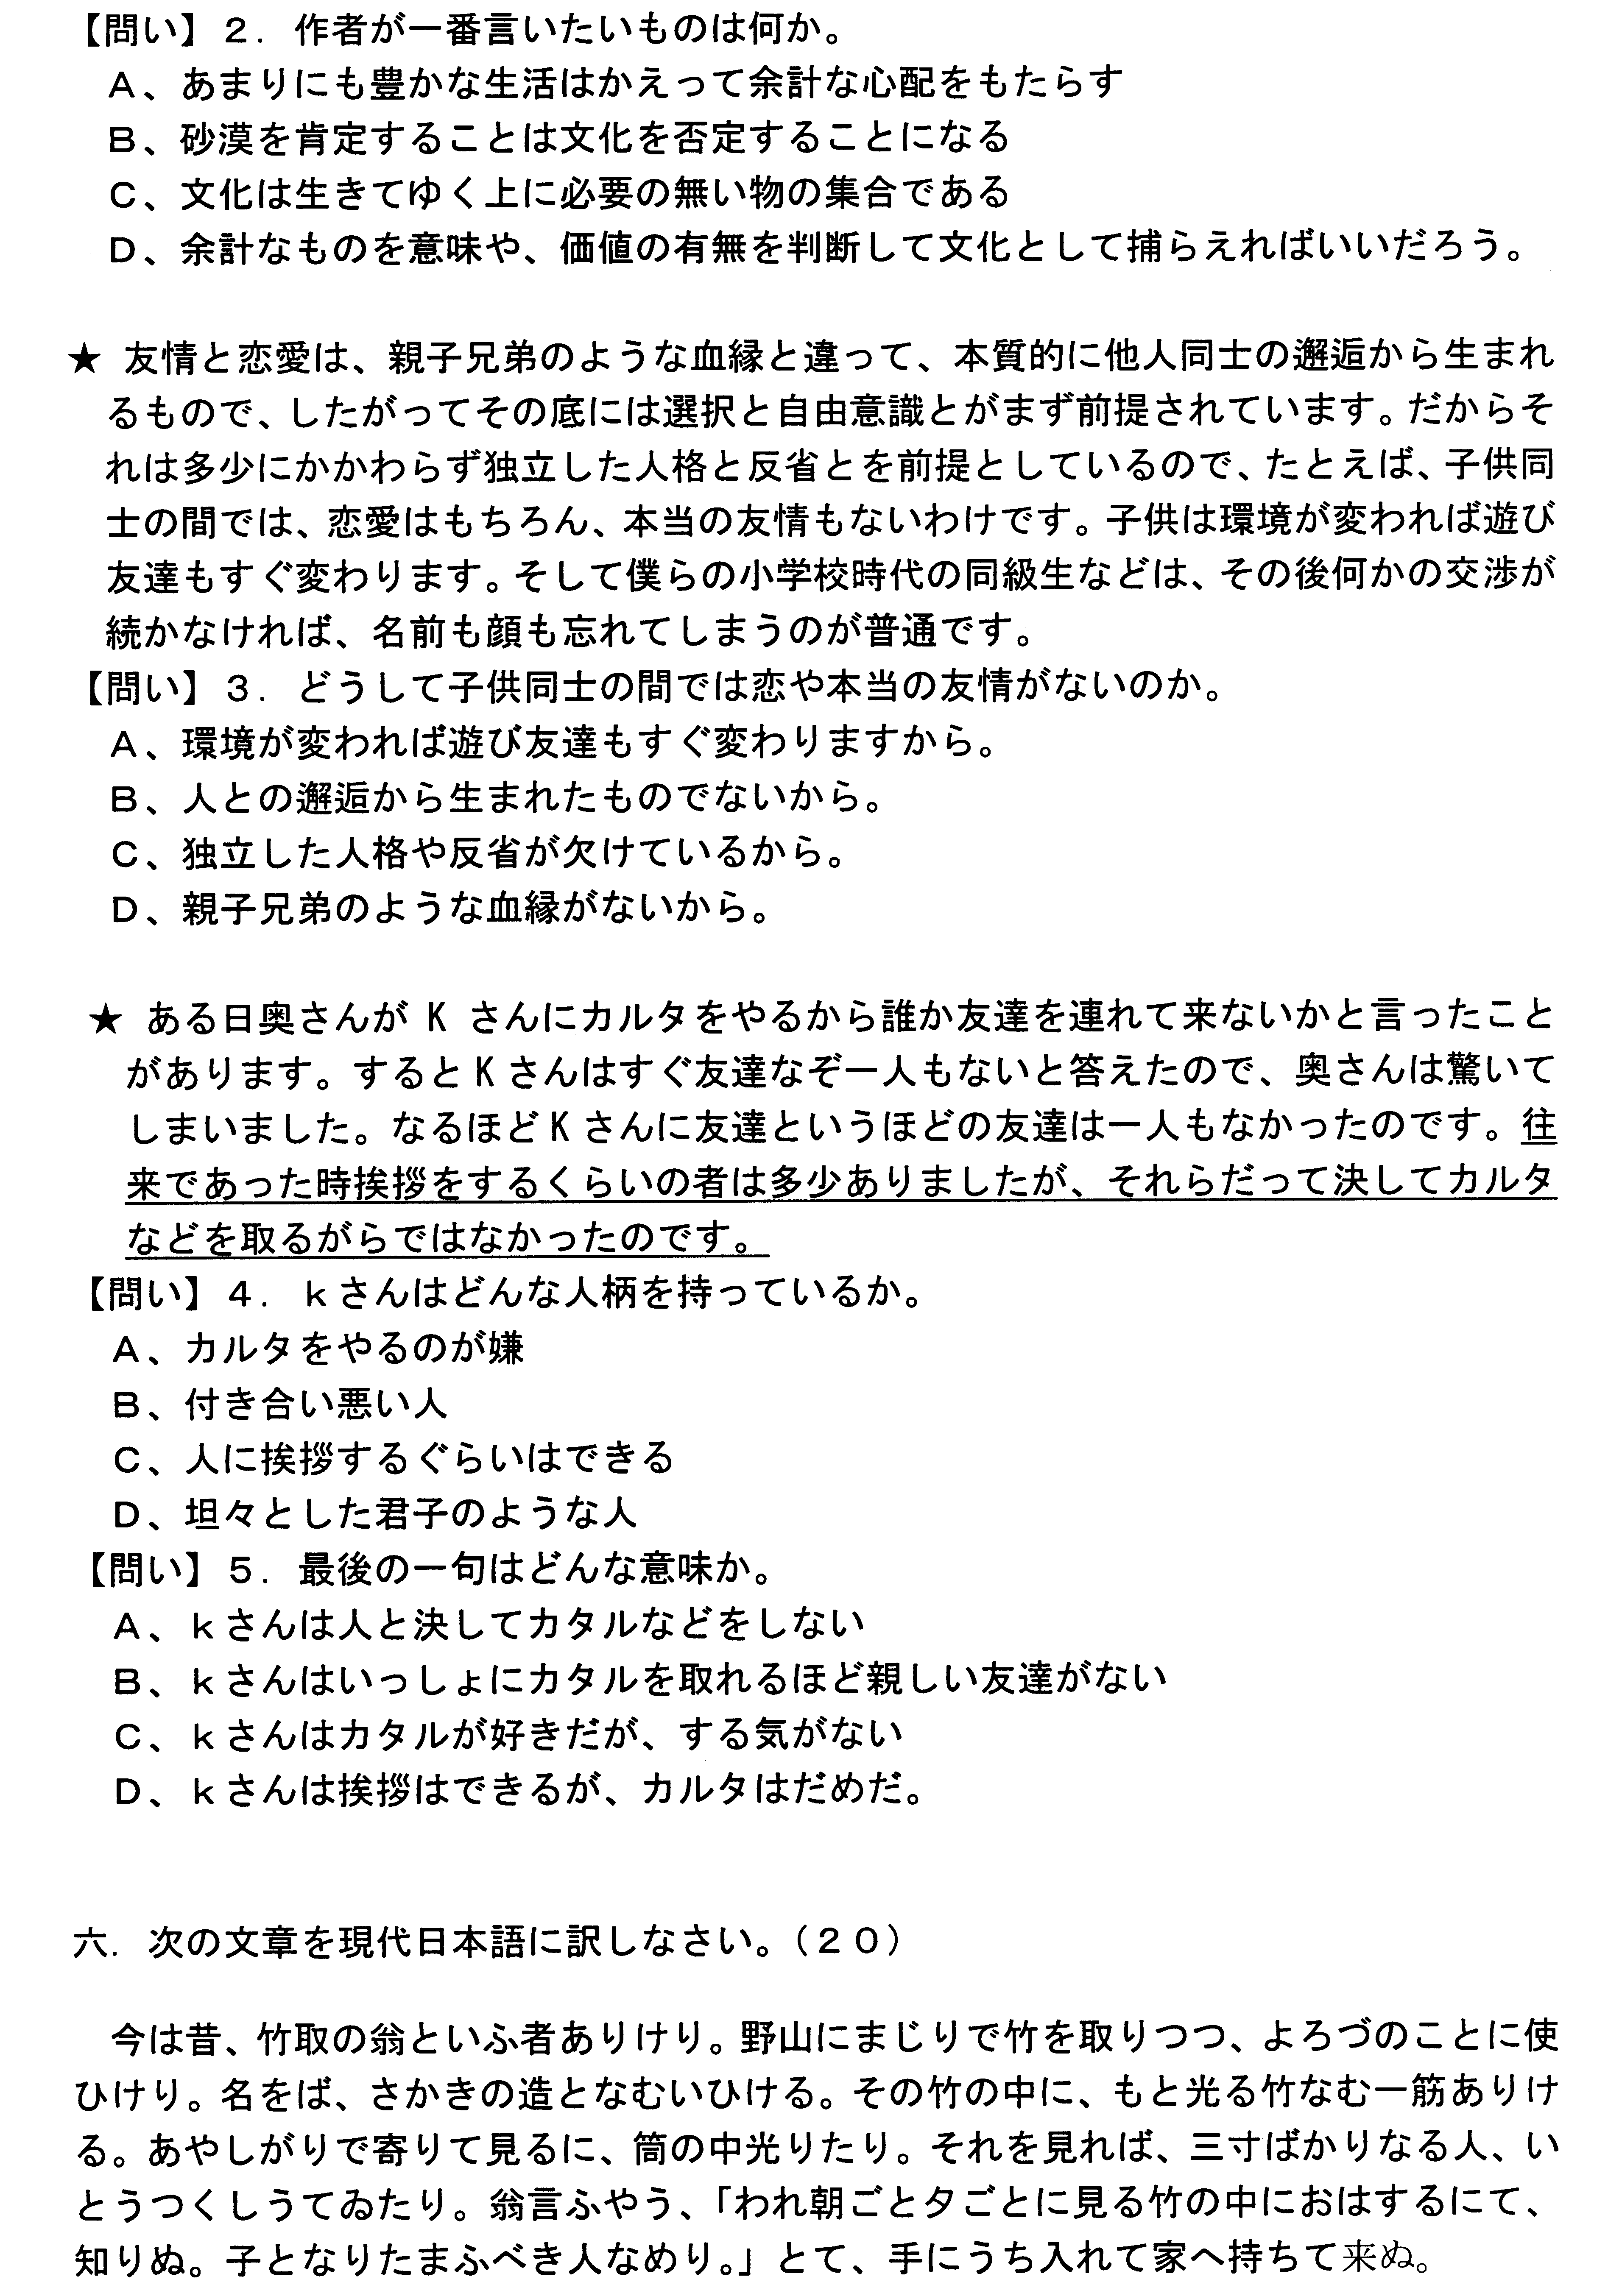 【問い】２．作者が一番言いたいものは何か。
Ａ、あまりにも豊かな生活はかえって余計な心配をもたらす
Ｂ、砂漠を肯定することは文化を否定することになる
Ｃ、文化は生きてゆく上に必要の無い物の集合である
Ｄ、余計なものを意味や、価値の有無を判断して文化として捕らえればいいだろう。
★ 友情と恋愛は、親子兄弟のような血縁と違って、本質的に他人同士の邂逅から生まれ
るもので、したがってその底には選択と自由意識とがまず前提されています。だからそ
れは多少にかかわらず独立した人格と反省とを前提としているので、たとえば、子供同
士の間では、恋愛はもちろん、本当の友情もないわけです。子供は環境が変われば遊び
友達もすぐ変わります。そして僕らの小学校時代の同級生などは、その後何かの交渉が
続かなければ、名前も顔も忘れてしまうのが普通です。
【問い】３．どうして子供同士の間では恋や本当の友情がないのか。
Ａ、環境が変われば遊び友達もすぐ変わりますから。
Ｂ、人との邂逅から生まれたものでないから。
Ｃ、独立した人格や反省が欠けているから。
Ｄ、親子兄弟のような血縁がないから。
★ ある日奥さんが K さんにカルタをやるから誰か友達を連れて来ないかと言ったこと
があります。すると K さんはすぐ友達なぞ一人もないと答えたので、奥さんは驚いて
しまいました。なるほど K さんに友達というほどの友達は一人もなかったのです。往
来であった時挨拶をするくらいの者は多少ありましたが、それらだって決してカルタ
などを取るがらではなかったのです。
【問い】４．ｋさんはどんな人柄を持っているか。
Ａ、カルタをやるのが嫌
Ｂ、付き合い悪い人
Ｃ、人に挨拶するぐらいはできる
Ｄ、坦々とした君子のような人
【問い】５．最後の一句はどんな意味か。
Ａ、ｋさんは人と決してカタルなどをしない
Ｂ、ｋさんはいっしょにカタルを取れるほど親しい友達がない
Ｃ、ｋさんはカタルが好きだが、する気がない
Ｄ、ｋさんは挨拶はできるが、カルタはだめだ。
六．次の文章を現代日本語に訳しなさい。（２０）
今は昔、竹取の翁といふ者ありけり。野山にまじりで竹を取りつつ、よろづのことに使
ひけり。名をば、さかきの造となむいひける。その竹の中に、もと光る竹なむ一筋ありけ
る。あやしがりで寄りて見るに、筒の中光りたり。それを見れば、三寸ばかりなる人、い
とうつくしうてゐたり。翁言ふやう、「われ朝ごと夕ごとに見る竹の中におはするにて、
知りぬ。子となりたまふべき人なめり。」とて、手にうち入れて家へ持ちて来ぬ。